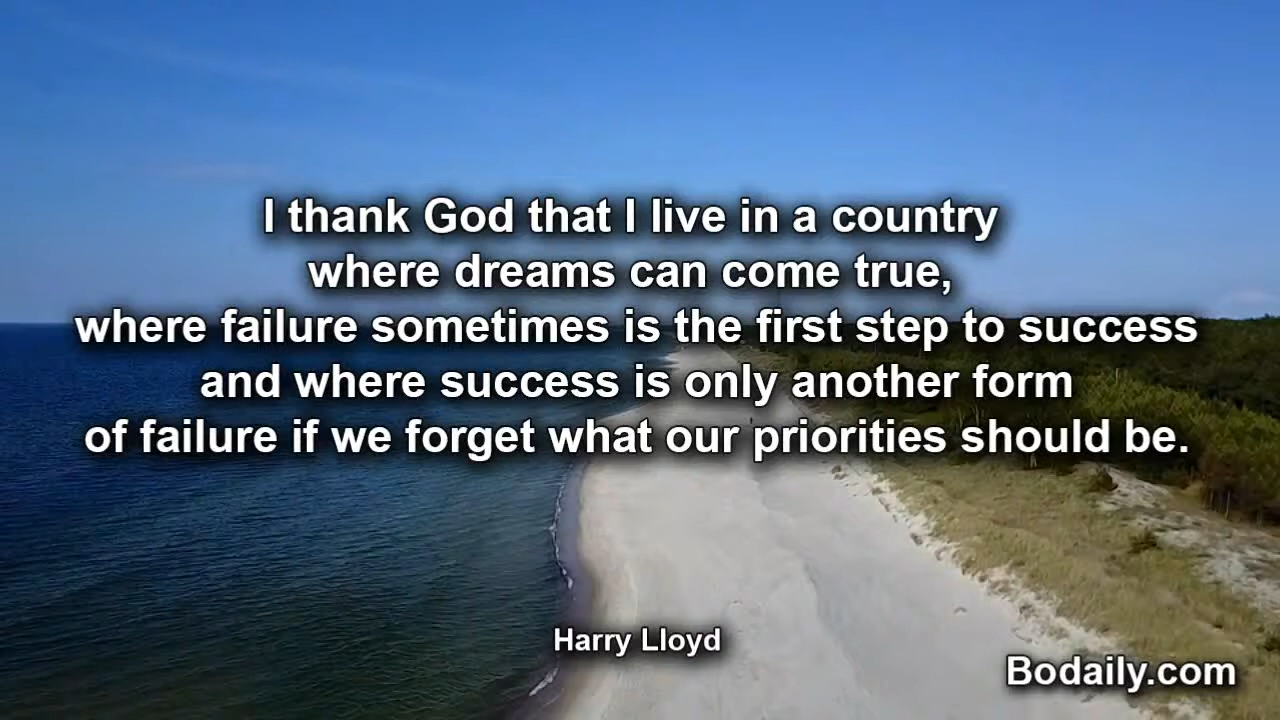 I thank God that I live in a country
where dreams can come true,
where failure sometimes is the first step to success
and where success is only another form
of failure if we forget what our priorities should be.
Harry Lloyd
Bodaily.com